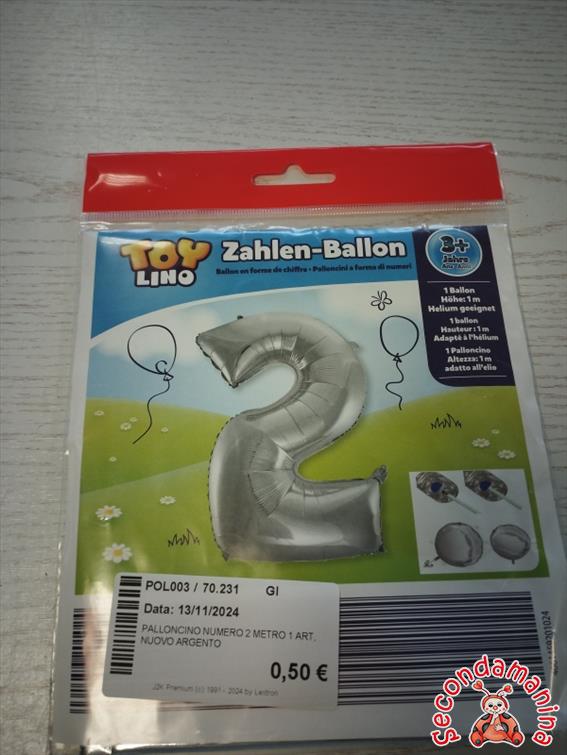 TOY
LINO
Zahlen-Ballon
Ballon en forme de chiffre • Palloncini a forma di numeri
3+
Jahre
Ans • Anni
1 Ballon
Höhe: 1 m
Helium geeignet
1 ballon
Hauteur : 1 m
Adapté à l'hélium
1 Palloncino
Altezza: 1 m
adatto all'elio
POL003 / 70.231 GI
Data: 13/11/2024
PALLONCINO NUMERO 2 METRO 1 ART.
NUOVO ARGENTO
0,50 €
J2K Premium (c) 1991 - 2024 by Lentron
Secondamanina